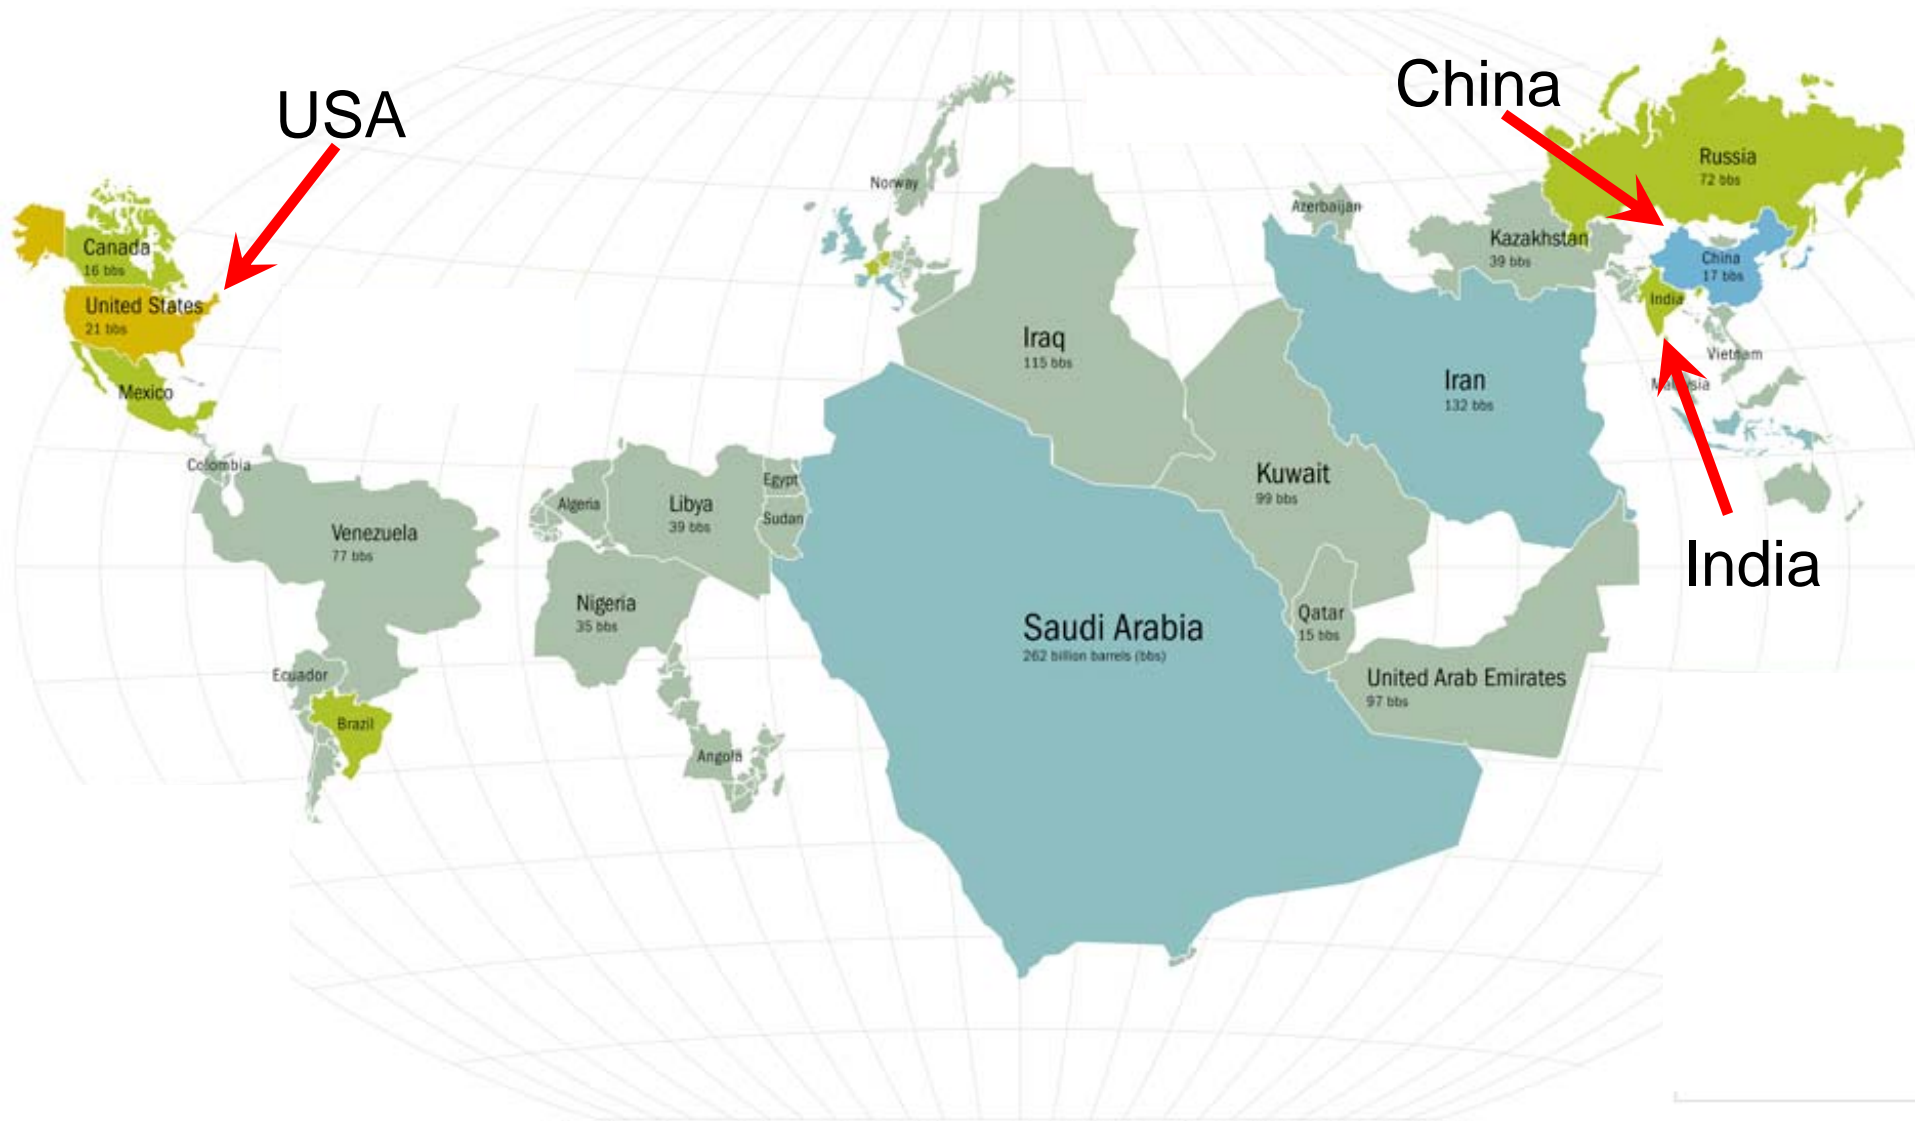 USA
China
Russia
72 bbs
Norway
Azerbaijan
Canada
16 bbs
Kazakhstan
39 bbs
China
17 bbs
United States
21 bbs
India
Iraq
115 bbs
Vietnam
Mexico
Malaysia
Iran
132 bbs
Colombia
Kuwait
99 bbs
Egypt
Algeria
Libya
39 bbs
Sudan
Venezuela
77 bbs
India
Nigeria
35 bbs
Saudi Arabia
262 billion barrels (bbs)
Qatar
15 bbs
Ecuador
United Arab Emirates
97 bbs
Brazil
Angola